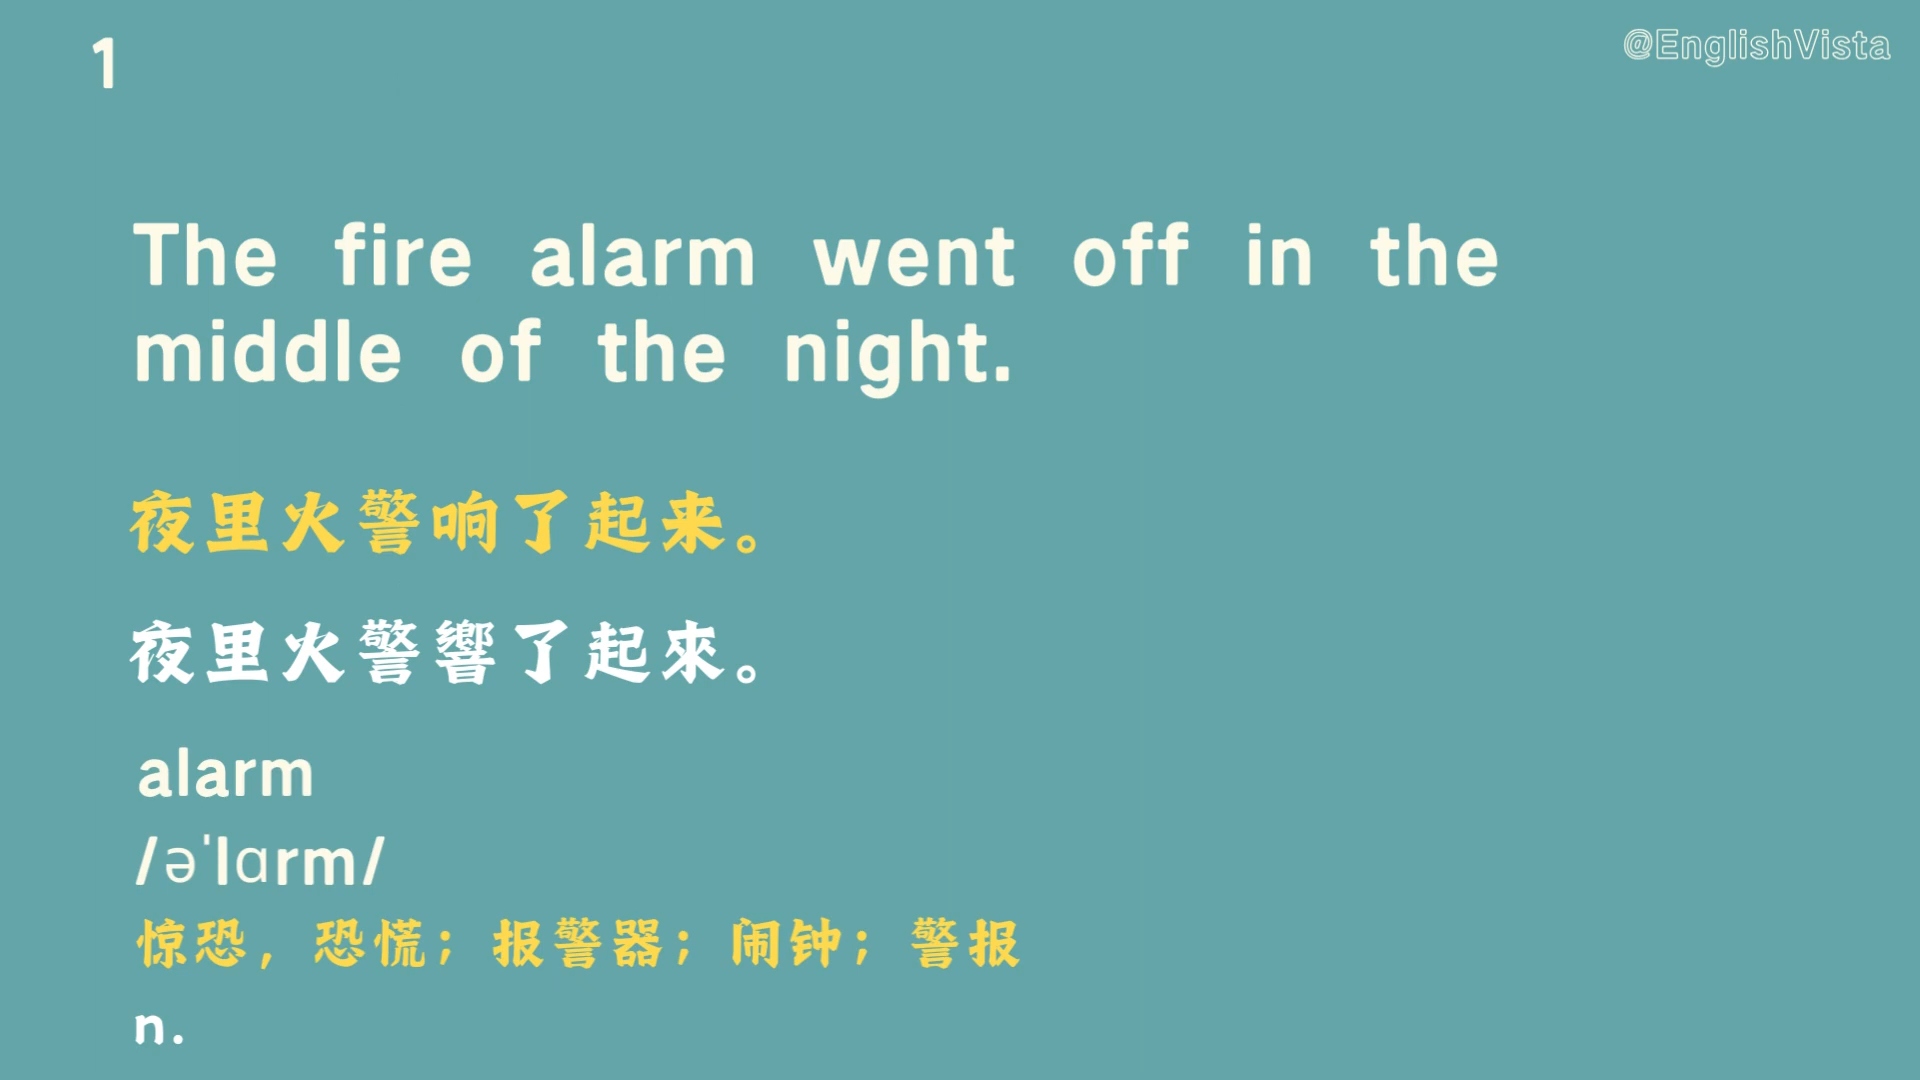 1
@EnglishVista
The fire alarm went off in the
middle of the night.
夜里火警响了起来。
夜里火警響了起來。
alarm
/əˈlɑrm/
惊恐，恐慌；报警器；闹钟；警报
n.